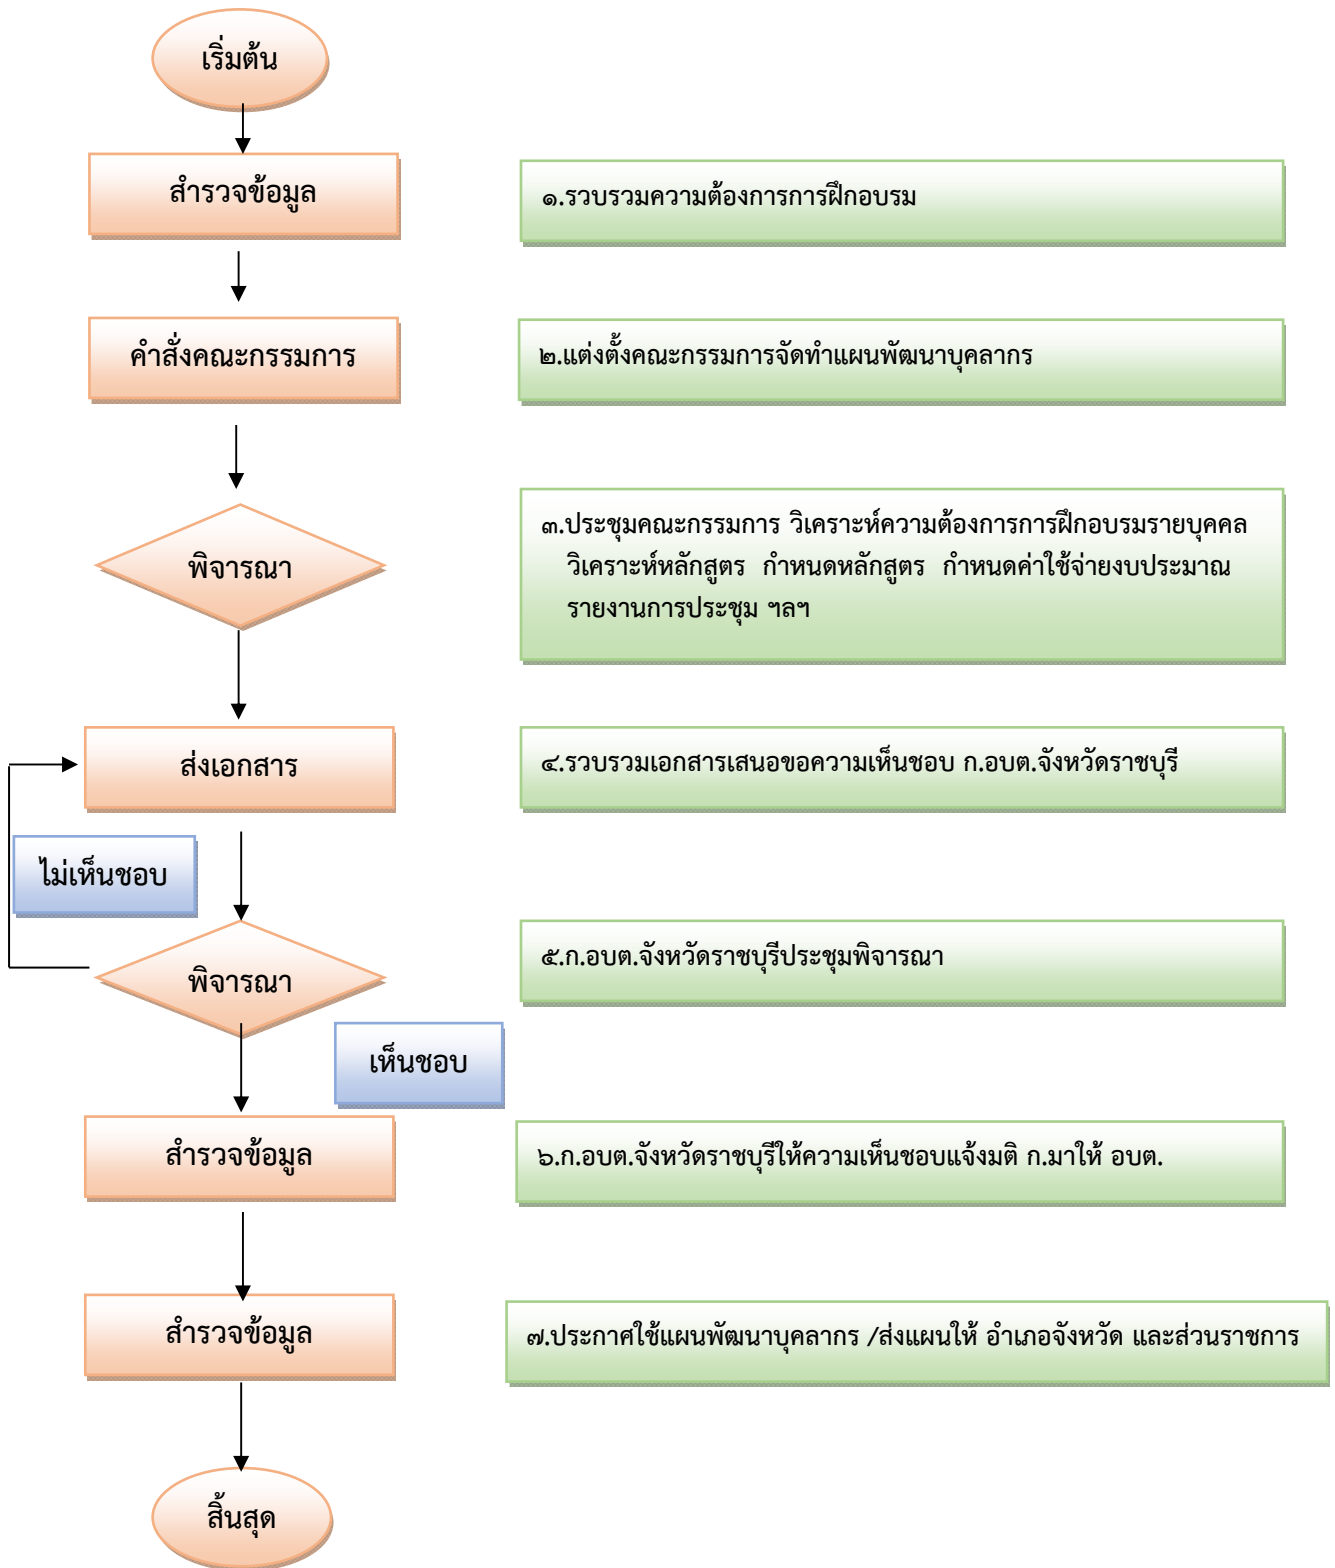 เริ่มต้น
สำรวจข้อมูล
๑.รวบรวมความต้องการการฝึกอบรม
คำสั่งคณะกรรมการ
๒.แต่งตั้งคณะกรรมการจัดทำแผนพัฒนาบุคลากร
พิจารณา
๓.ประชุมคณะกรรมการ วิเคราะห์ความต้องการการฝึกอบรมรายบุคคล
วิเคราะห์หลักสูตร กำหนดหลักสูตร กำหนดค่าใช้จ่ายงบประมาณ
รายงานการประชุม ฯลฯ
ส่งเอกสาร
๔.รวบรวมเอกสารเสนอขอความเห็นชอบ ก.อบต.จังหวัดราชบุรี
ไม่เห็นชอบ
พิจารณา
๕.ก.อบต.จังหวัดราชบุรีประชุมพิจารณา
เห็นชอบ
สำรวจข้อมูล
๖.ก.อบต.จังหวัดราชบุรีให้ความเห็นชอบแจ้งมติ ก.มาให้ อบต.
สำรวจข้อมูล
๗.ประกาศใช้แผนพัฒนาบุคลากร /ส่งแผนให้ อำเภอจังหวัด และส่วนราชการ
สิ้นสุด